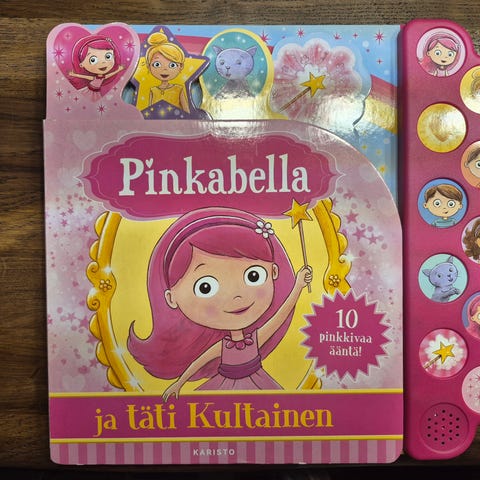 Pinkabella
10
pinkkivaa
ääntä!
ja täti Kultainen
KARISTO